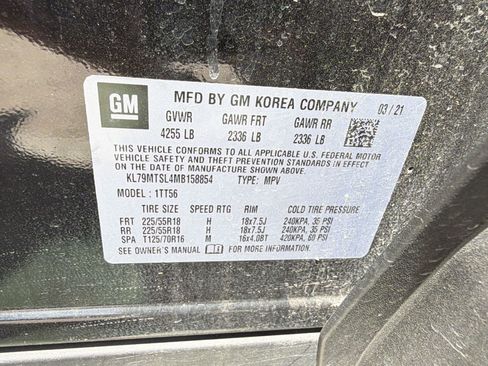 GM
MFD BY GM KOREA COMPANY 03/21
GVWR GAWR FRT GAWR RR
4255 LB 2336 LB 2336 LB
THIS VEHICLE CONFORMS TO ALL APPLICABLE U.S. FEDERAL MOTOR
VEHICLE SAFETY AND THEFT PREVENTION STANDARDS IN EFFECT
ON THE DATE OF MANUFACTURE SHOWN ABOVE.
KL79MTSL4MB158854 TYPE: MPV
MODEL : 1TT56
TIRE SIZE SPEED RTG RIM COLD TIRE PRESSURE
FRT 225/55R18 H 18x7.5J 240KPA, 35 PSI
RR 225/55R18 H 18x7.5J 240KPA, 35 PSI
SPA T125/70R16 M 16x4.0BT 420KPA, 60 PSI
SEE OWNER'S MANUAL FOR MORE INFORMATION.